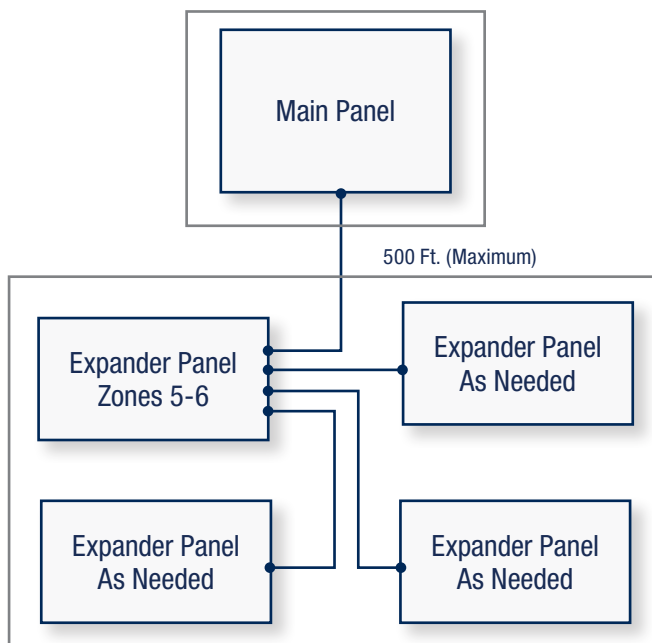 Main Panel
500 Ft. (Maximum)
Expander Panel
Zones 5-6
Expander Panel
As Needed
Expander Panel
As Needed
Expander Panel
As Needed